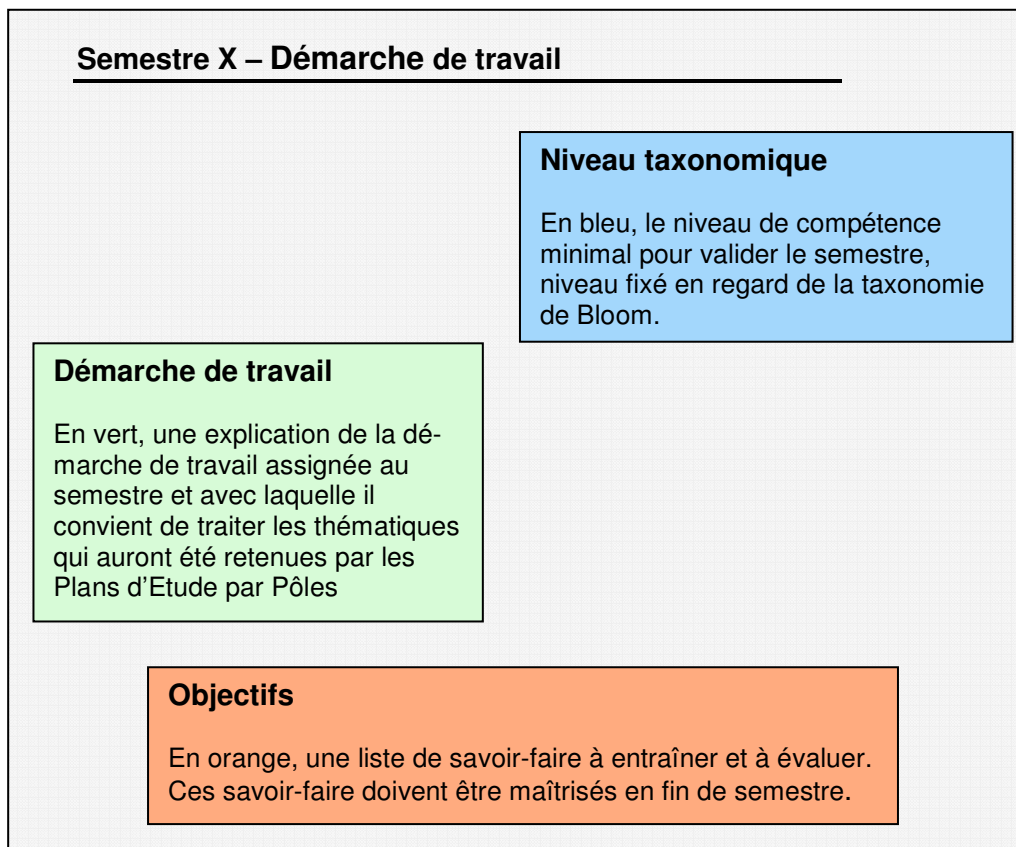 Semestre X – Démarche de travail
Niveau taxonomique
En bleu, le niveau de compétence
minimal pour valider le semestre,
niveau fixé en regard de la taxonomie
de Bloom.
Démarche de travail
En vert, une explication de la dé-
marche de travail assignée au
semestre et avec laquelle il
convient de traiter les thématiques
qui auront été retenues par les
Plans d'Etude par Pôles
Objectifs
En orange, une liste de savoir-faire à entraîner et à évaluer.
Ces savoir-faire doivent être maîtrisés en fin de semestre.